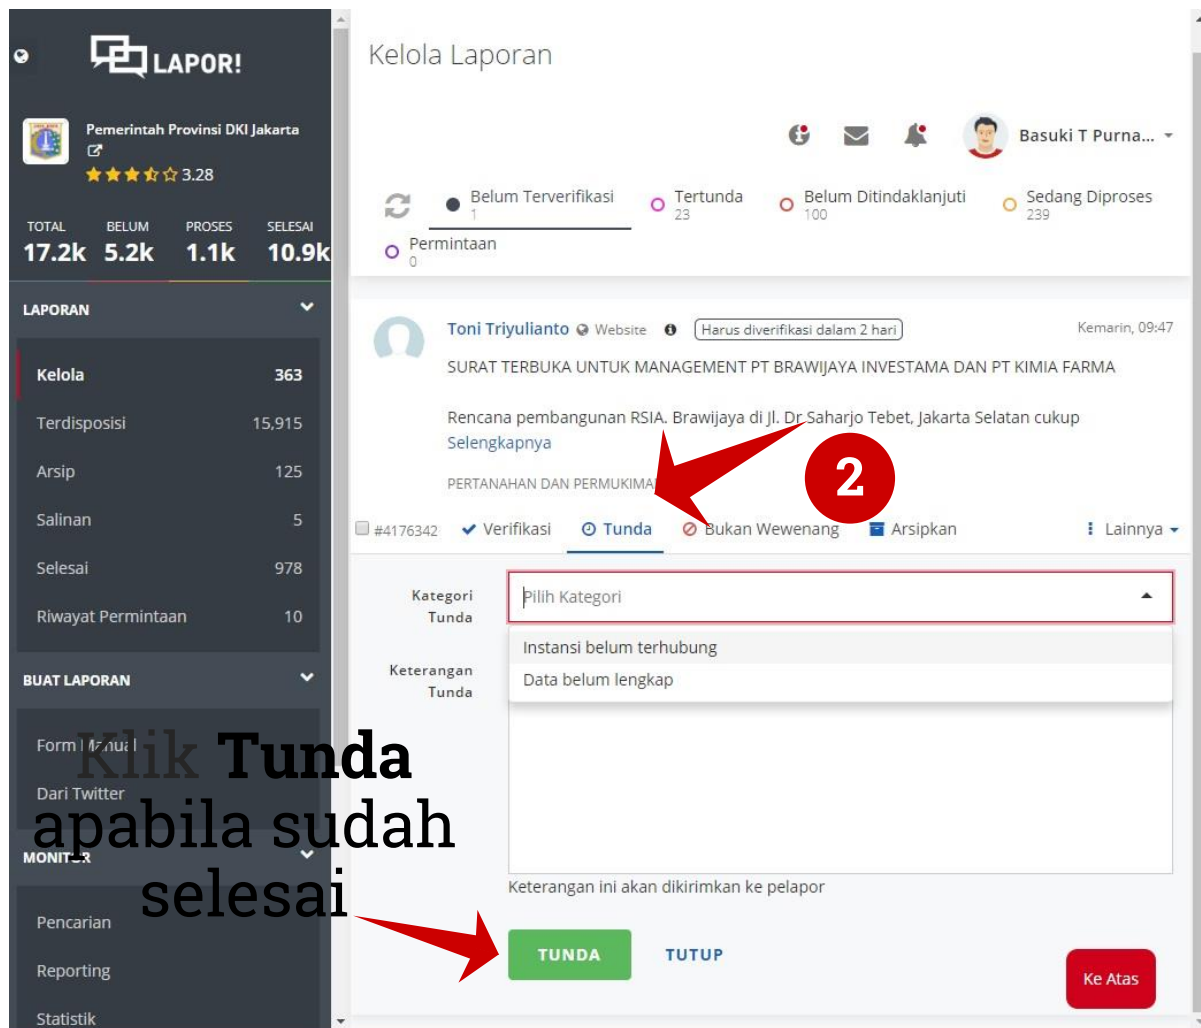 LAPOR!
Pemerintah Provinsi DKI Jakarta
3.28
TOTAL BELUM PROSES SELESAI
17.2k 5.2k 1.1k 10.9k
LAPORAN
Kelola 363
Terdisposisi 15,915
Arsip 125
Salinan 5
Selesai 978
Riwayat Permintaan 10
BUAT LAPORAN
Form Manual
Dari Twitter
MONITOR
Pencarian
Reporting
Statistik
Klik Tunda
apabila sudah
selesai
Kelola Laporan
Basuki T Purna...
Belum Terverifikasi Tertunda Belum Ditindaklanjuti Sedang Diproses
1 23 100 239
Permintaan
0
Toni Triyulianto Website Harus diverifikasi dalam 2 hari Kemarin, 09:47
SURAT TERBUKA UNTUK MANAGEMENT PT BRAWIJAYA INVESTAMA DAN PT KIMIA FARMA
Rencana pembangunan RSIA. Brawijaya di Jl. Dr Saharjo Tebet, Jakarta Selatan cukup
Selengkapnya
2
PERTANAHAN DAN PERMUKIMA
#4176342 Verifikasi Tunda Bukan Wewenang Arsipkan Lainnya
Kategori
Tunda
Pilih Kategori
Instansi belum terhubung
Data belum lengkap
Keterangan
Tunda
Keterangan ini akan dikirimkan ke pelapor
TUNDA TUTUP
Ke Atas